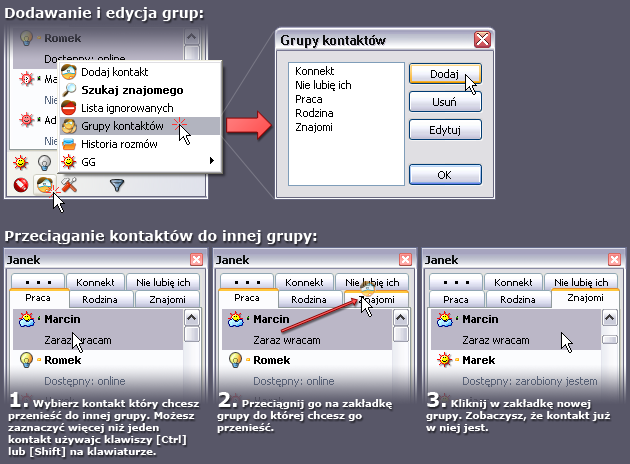 Dodawanie i edycja grup:
Romek
Dostępny: online
Dodaj kontakt
Szukaj znajomego
Lista ignorowanych
Grupy kontaktów
Historia rozmów
GG
Ma
Nie
Ad
Nie
Grupy kontaktów
Konnekt
Nie lubię ich
Praca
Rodzina
Znajomi
Dodaj
Usuń
Edytuj
OK
Przeciąganie kontaktów do innej grupy:
Janek
• • • Konnekt Nie lubię ich
Praca Rodzina Znajomi
Marcin
Zaraz wracam
Romek
Dostępny: online
1. Wybierz kontakt który chcesz
przenieść do innej grupy. Możesz
zaznaczyć więcej niż jeden
kontakt używajc klawiszy [Ctrl]
lub [Shift] na klawiaturze.
Janek
• • • Konnekt Nie lubię ich
Praca Rodzina Znajomi
Marcin
Zaraz wracam
Romek
Dostępny: online
2. Przeciągnij go na zakładkę
grupy do której chcesz go
przenieść.
Janek
• • • Konnekt Nie lubię ich
Praca Rodzina Znajomi
Marcin
Zaraz wracam
Marek
Dostępny: zarobiony jestem
3. Kliknij w zakładkę nowej
grupy. Zobaczysz, że kontakt już
w niej jest.